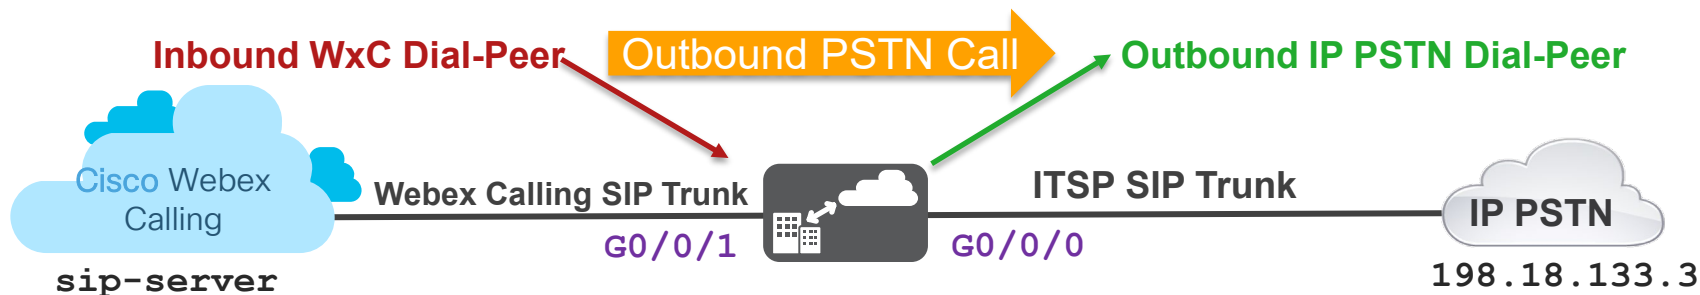 Inbound WxC Dial-Peer
Outbound PSTN Call
Outbound IP PSTN Dial-Peer
Cisco Webex
Calling
Webex Calling SIP Trunk
ITSP SIP Trunk
IP PSTN
G0/0/1
G0/0/0
sip-server
198.18.133.3